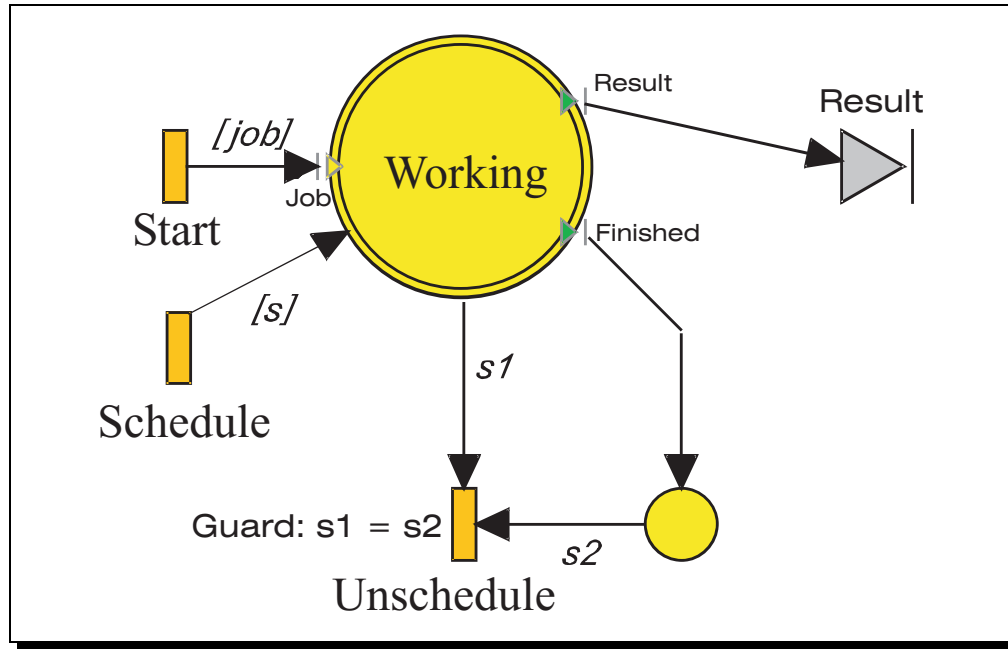 Result
Result
[job]
Working
Job
Start
Finished
[s]
s1
Schedule
Guard: s1 = s2
s2
Unschedule